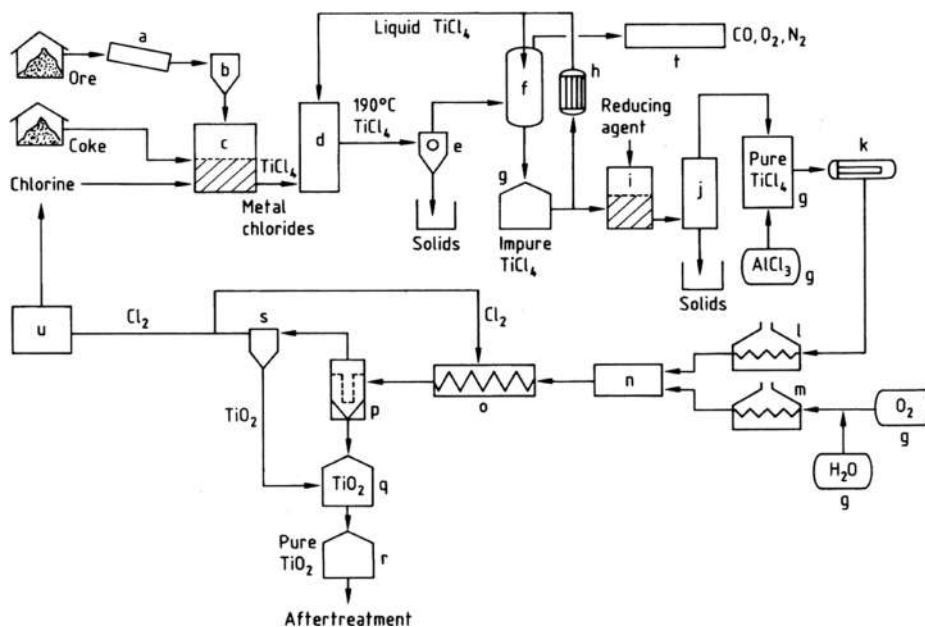 Ore
a
b
Coke
Chlorine
c
TiCl4
Metal
chlorides
Liquid TiCl4
d
190°C
TiCl4
e
Solids
f
CO, O2, N2
t
h
g
Impure
TiCl4
Reducing
agent
i
j
Solids
Pure
TiCl4
g
AlCl3
g
k
l
m
O2
g
H2O
g
n
o
Cl2
p
s
Cl2
u
TiO2
TiO2
q
Pure
TiO2
r
Aftertreatment